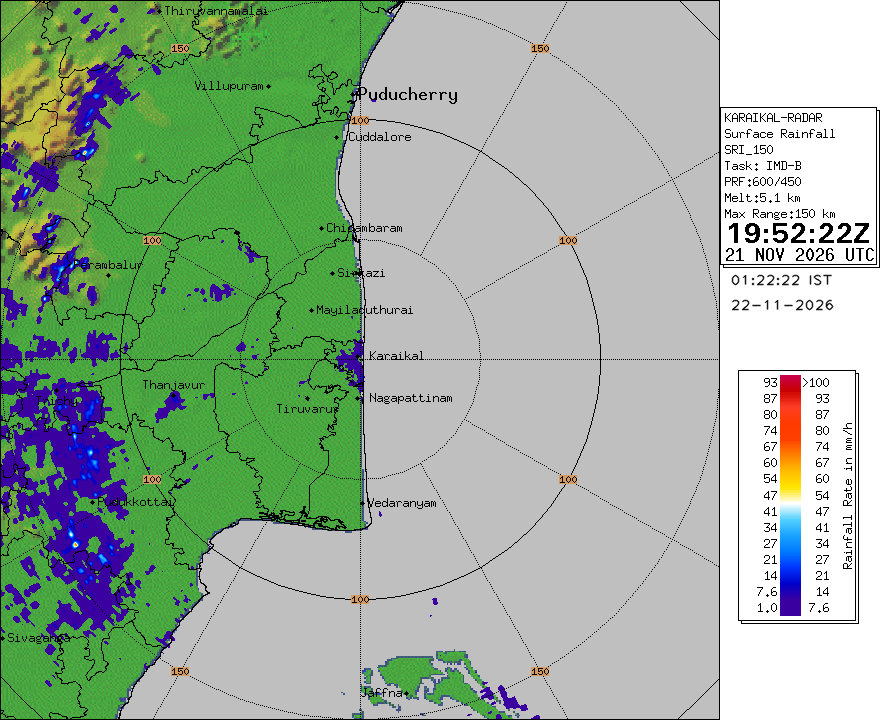 Thiruvannamalai
150
150
Villupuram
Puducherry
100
Cuddalore
Chidambaram
100
100
Perambalur
Sirkazi
Mayiladuthurai
Karaikal
Thanjavur
Trichy
Tiruvarur
Nagapattinam
100
100
Pudukkottai
Vedaranyam
100
Sivaganga
150
150
Jaffna
KARAIKAL-RADAR
Surface Rainfall
SRI_150
Task: IMD-B
PRF:600/450
Melt:5.1 km
Max Range:150 km
19:52:22Z
21 NOV 2026 UTC
01:22:22 IST
22-11-2026
93 >100
87 93
80 87
74 80
67 74
60 67
54 60
47 54
41 47
34 41
27 34
21 27
14 21
7.6 14
1.0 7.6
Rainfall Rate in mm/h